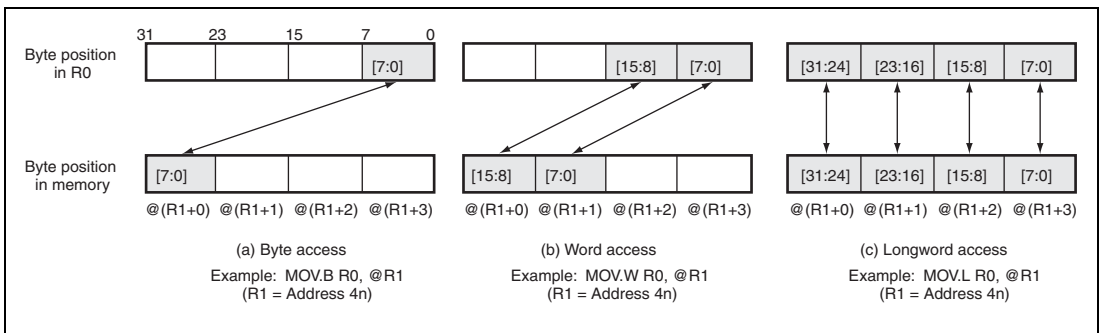 31 23 15 7 0
Byte position
in R0
[7:0]
[15:8] [7:0]
[31:24] [23:16] [15:8] [7:0]
Byte position
in memory
[7:0]
[15:8] [7:0]
[31:24] [23:16] [15:8] [7:0]
@(R1+0) @(R1+1) @(R1+2) @(R1+3)
@(R1+0) @(R1+1) @(R1+2) @(R1+3)
@(R1+0) @(R1+1) @(R1+2) @(R1+3)
(a) Byte access
Example: MOV.B R0, @R1
(R1 = Address 4n)
(b) Word access
Example: MOV.W R0, @R1
(R1 = Address 4n)
(c) Longword access
Example: MOV.L R0, @R1
(R1 = Address 4n)